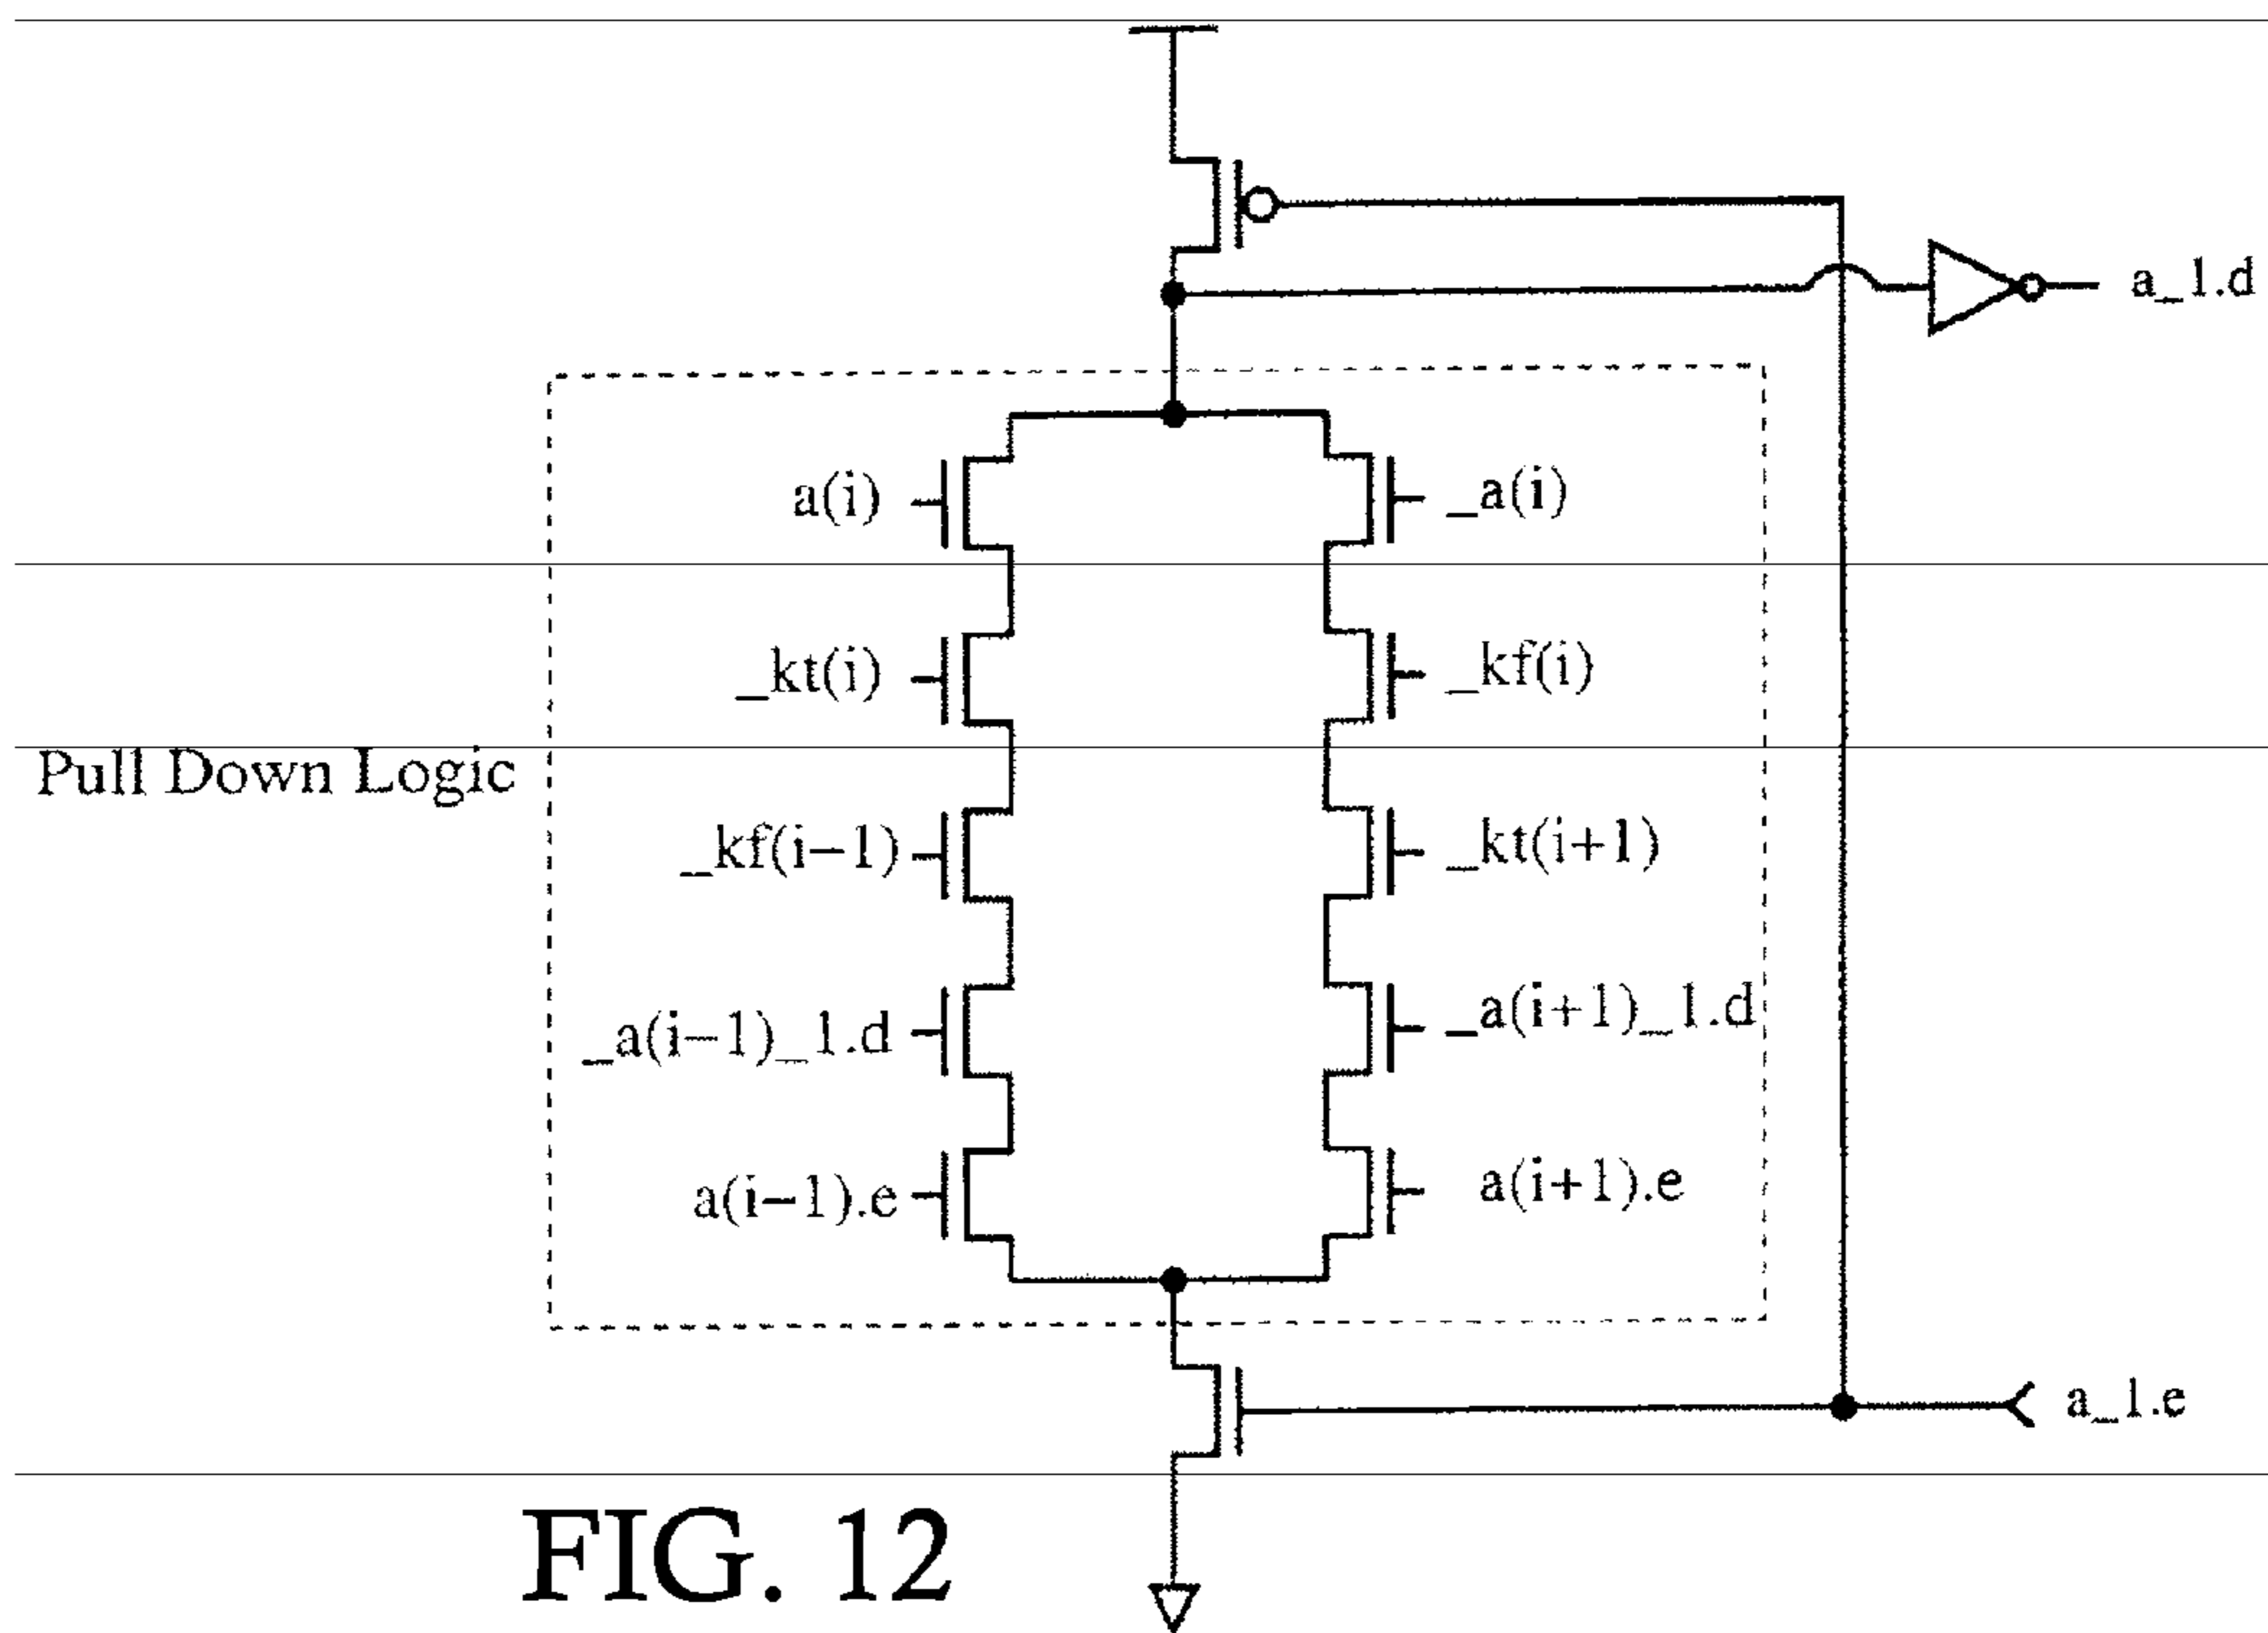 a_1.d
a(i)
_a(i)
_kt(i)
_kf(i)
Pull Down Logic
_kf(i−1)
_kt(i+1)
_a(i−1)_1.d
_a(i+1)_1.d
a(i−1).e
a(i+1).e
a_1.e
FIG. 12